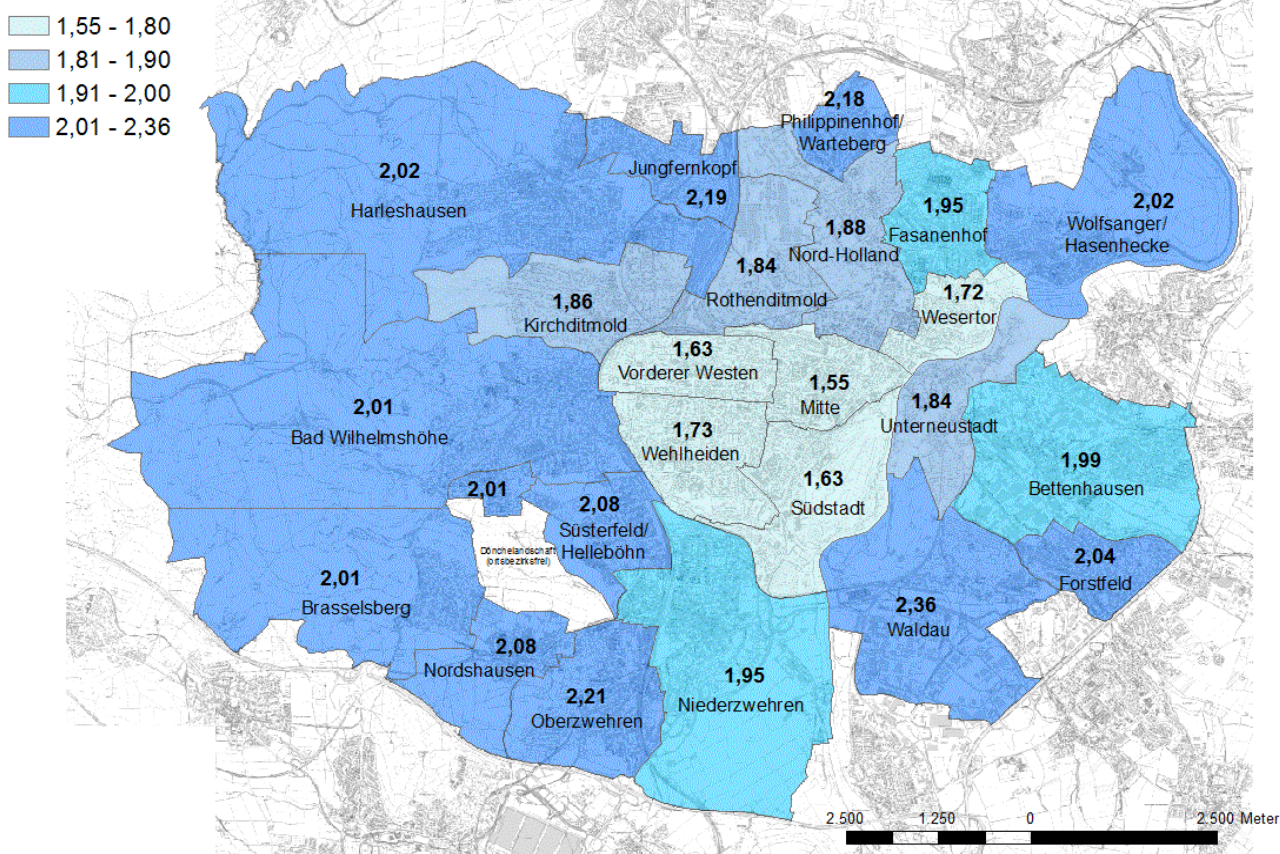 1,55 - 1,80
1,81 - 1,90
1,91 - 2,00
2,01 - 2,36
2,18
Philippinenhof/
Warteberg
2,02
Harleshausen
Jungfernkopf
2,19
1,95
Fasanenhof
2,02
Wolfsanger/
Hasenhecke
1,88
Nord-Holland
1,84
Rothenditmold
1,86
Kirchditmold
1,72
Wesertor
1,63
Vorderer Westen
1,55
Mitte
2,01
Bad Wilhelmshöhe
1,73
Wehlheiden
1,84
Unterneustadt
1,63
Südstadt
1,99
Bettenhausen
2,01
2,08
Süsterfeld/
Helleböhn
Dönchelandschaft
(ortsbezirksfrei)
2,04
Forstfeld
2,01
Brasselsberg
2,36
Waldau
2,08
Nordshausen
2,21
Oberzwehren
1,95
Niederzwehren
2.500 1.250 0 2.500 Meter